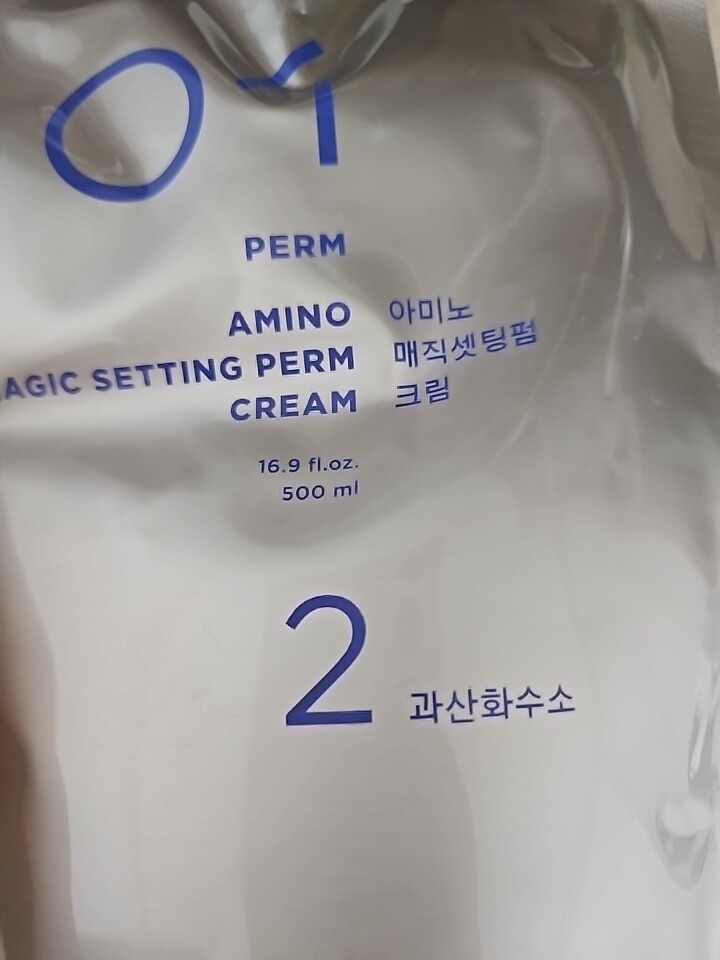 PERM
AMINO 아미노
MAGIC SETTING PERM 매직셋팅펌
CREAM 크림
16.9 fl.oz.
500 ml
2 과산화수소